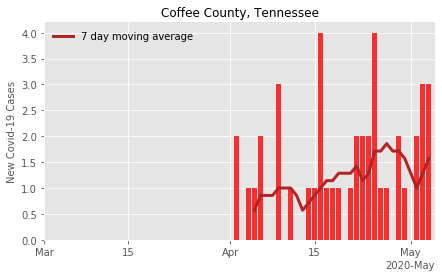 Coffee County, Tennessee
7 day moving average
New Covid-19 Cases
4.0
3.5
3.0
2.5
2.0
1.5
1.0
0.5
0.0
Mar 15 Apr 15 May
2020-May